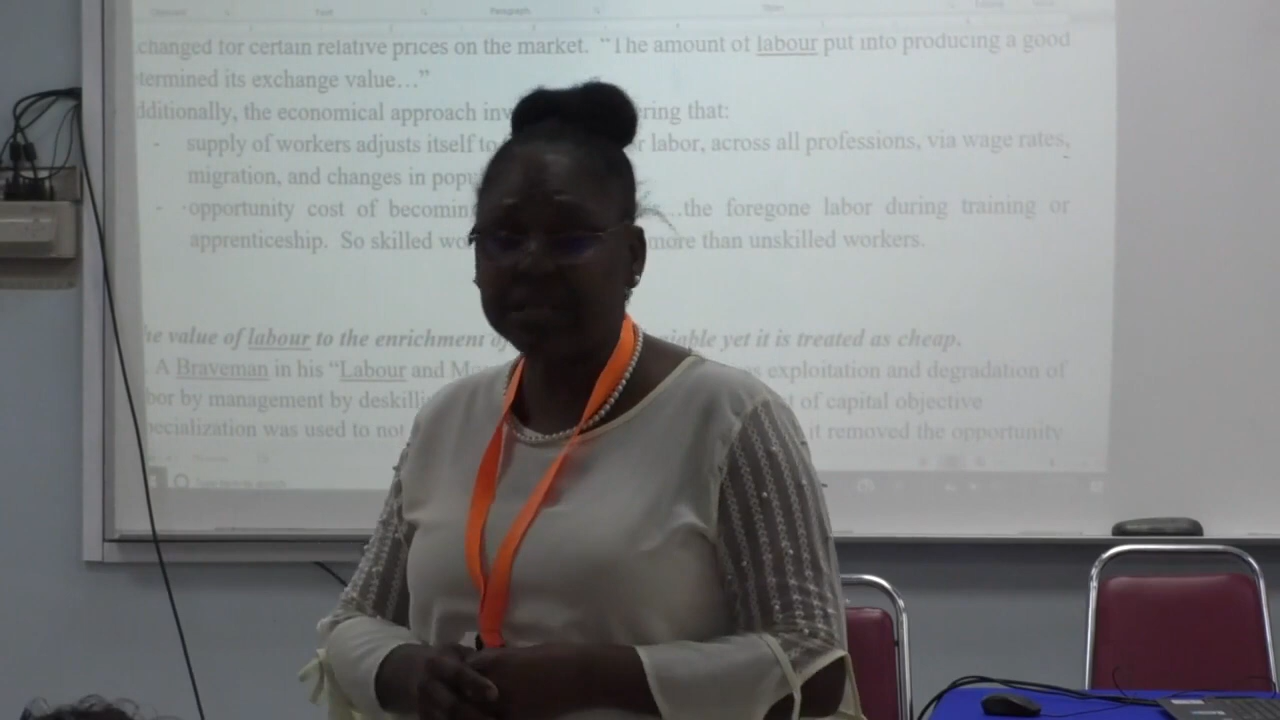 changed for certain relative prices on the market. “The amount of labour put into producing a good
termined its exchange value…”
dditionally, the economical approach inv ering that:
- supply of workers adjusts itself to r labor, across all professions, via wage rates,
migration, and changes in popu
- opportunity cost of becomin …the foregone labor during training or
apprenticeship. So skilled wo more than unskilled workers.
he value of labour to the enrichment of iable yet it is treated as cheap.
A Braveman in his “Labour and Mo s exploitation and degradation of
bor by management by deskilli t of capital objective
pecialization was used to not it removed the opportunity